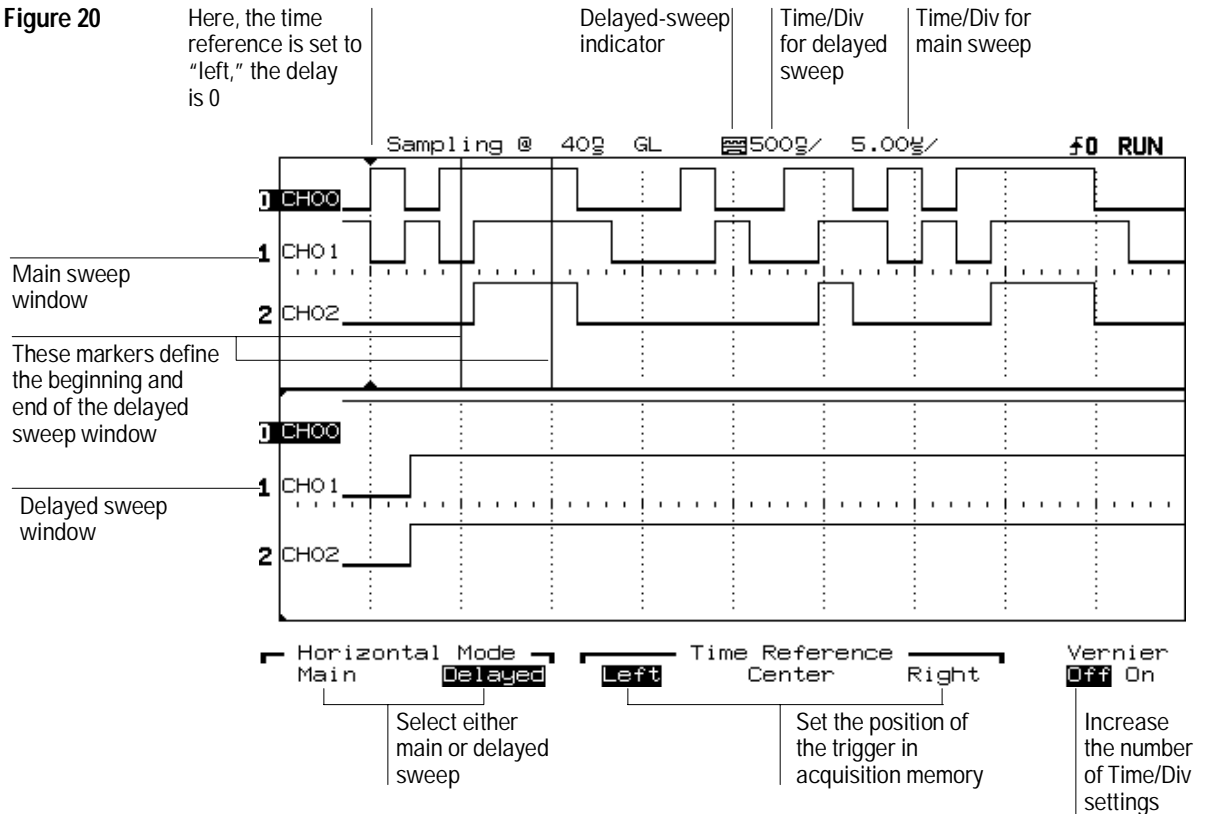 Figure 20
Here, the time
reference is set to
“left,” the delay
is 0
Delayed-sweep
indicator
Time/Div
for delayed
sweep
Time/Div for
main sweep
Sampling @ 40ns GL 500ns/ 5.00us/ 0 RUN
0 CH00
1 CH01
2 CH02
Main sweep
window
These markers define
the beginning and
end of the delayed
sweep window
0 CH00
1 CH01
2 CH02
Delayed sweep
window
Horizontal Mode
Main Delayed
Time Reference
Left Center Right
Vernier
Off On
Select either
main or delayed
sweep
Set the position of
the trigger in
acquisition memory
Increase
the number
of Time/Div
settings